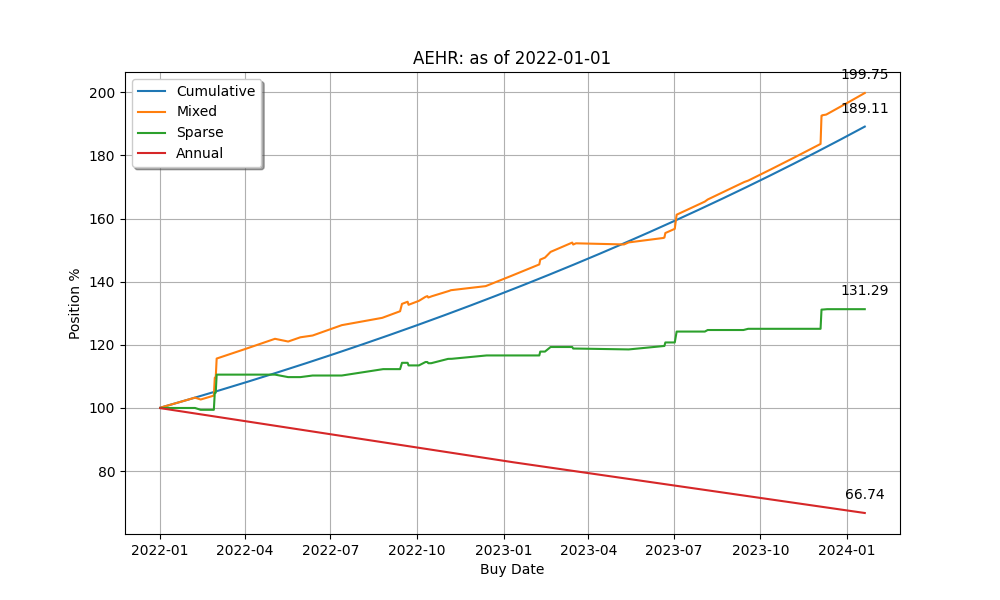 AEHR: as of 2022-01-01
199.75
189.11
131.29
66.74
Cumulative
Mixed
Sparse
Annual
200
180
160
140
120
100
80
Position %
2022-01 2022-04 2022-07 2022-10 2023-01 2023-04 2023-07 2023-10 2024-01
Buy Date